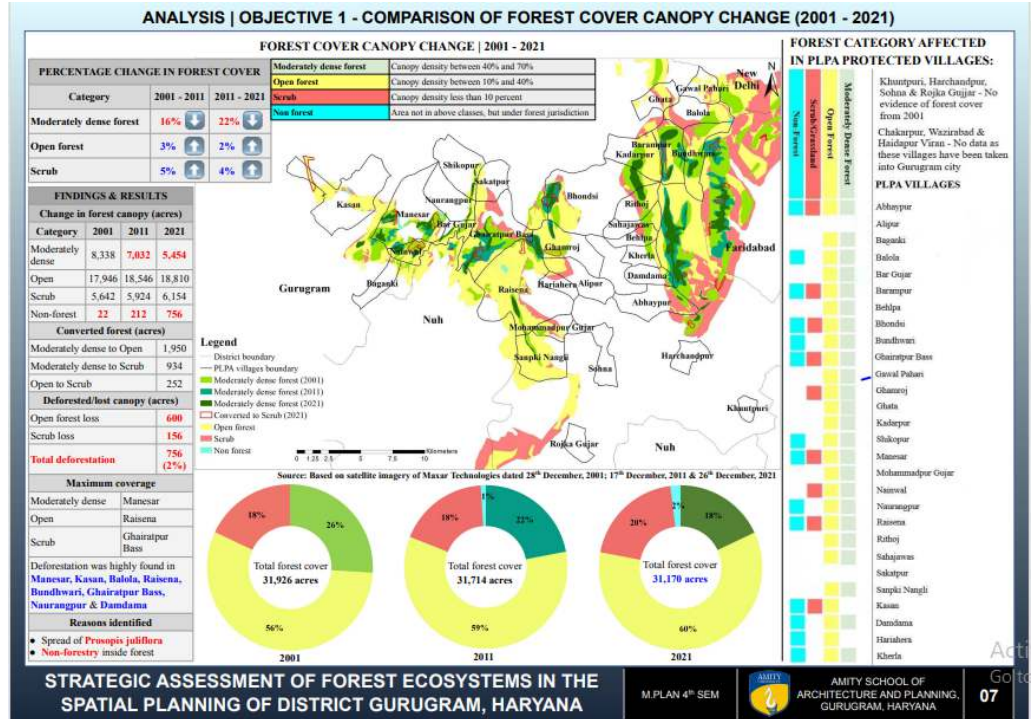 ANALYSIS | OBJECTIVE 1 - COMPARISON OF FOREST COVER CANOPY CHANGE (2001 - 2021)
FOREST COVER CANOPY CHANGE | 2001 - 2021
PERCENTAGE CHANGE IN FOREST COVER
Category 2001 - 2011 2011 - 2021
Moderately dense forest 16% 22%
Open forest 3% 2%
Scrub 5% 4%
FINDINGS & RESULTS
Change in forest canopy (acres)
Category 2001 2011 2021
Moderately
dense 8,338 7,032 5,454
Open 17,946 18,546 18,810
Scrub 5,642 5,924 6,154
Non-forest 22 212 756
Converted forest (acres)
Moderately dense to Open 1,950
Moderately dense to Scrub 934
Open to Scrub 252
Deforested/lost canopy (acres)
Open forest loss 600
Scrub loss 156
Total deforestation 756
(2%)
Maximum coverage
Moderately dense Manesar
Open Raisena
Scrub Ghairatpur
Bass
Deforestation was highly found in
Manesar, Kasan, Balola, Raisena,
Bundhwari, Ghairatpur Bass,
Naurangpur & Damdama
Reasons identified
● Spread of Prosopis juliflora
● Non-forestry inside forest
Moderately dense forest Canopy density between 40% and 70%
Open forest Canopy density between 10% and 40%
Scrub Canopy density less than 10 percent
Non forest Area not in above classes, but under forest jurisdiction
New
Delhi
N
Gawal Pahari
Ghata
Balola
Barampur
Kadarpur
Bundhwari
Shikopur
Sakatpur
Kasan
Naurangpur
Manesar
Bar Gujar
Bhondsi
Rithoj
Ghairatpur Bass
Sahajawas
Nainwal
Ghamroj
Behlpa
Faridabad
Kherla
Baganki
Gurugram
Raisena
Hariahera
Alipur
Damdama
Abhaypur
Nuh
Mohammadpur Gujar
Sanpki Nangli
Harchandpur
Sohna
Khuntpuri
Rojka Gujar
Nuh
Legend
District boundary
PLPA villages boundary
Moderately dense forest (2001)
Moderately dense forest (2011)
Moderately dense forest (2021)
Converted to Scrub (2021)
Open forest
Scrub
Non forest
0 1.25 2.5 5 7.5 10 Kilometers
Source: Based on satellite imagery of Maxar Technologies dated 28th December, 2001; 17th December, 2011 & 26th December, 2021
18%
26%
Total forest cover
31,926 acres
56%
2001
1%
18%
22%
Total forest cover
31,714 acres
59%
2011
2%
20%
18%
Total forest cover
31,170 acres
60%
2021
FOREST CATEGORY AFFECTED
IN PLPA PROTECTED VILLAGES:
Non Forest
Scrub/Grassland
Open Forest
Moderately Dense Forest
Khuntpuri, Harchandpur,
Sohna & Rojka Gujjar - No
evidence of forest cover
from 2001
Chakarpur, Wazirabad &
Haidapur Viran - No data as
these villages have been taken
into Gurugram city
PLPA VILLAGES
Abhaypur
Alipur
Baganki
Balola
Bar Gujar
Barampur
Behlpa
Bhondsi
Bundhwari
Ghairatpur Bass
Gawal Pahari
Ghamroj
Ghata
Kadarpur
Shikopur
Manesar
Mohammadpur Gujar
Nainwal
Naurangpur
Raisena
Rithoj
Sahajawas
Sakatpur
Sanpki Nangli
Kasan
Damdama
Hariahera
Kherla
Acti
Go to
STRATEGIC ASSESSMENT OF FOREST ECOSYSTEMS IN THE
SPATIAL PLANNING OF DISTRICT GURUGRAM, HARYANA
M.PLAN 4th SEM
AMITY
AMITY SCHOOL OF
ARCHITECTURE AND PLANNING,
GURUGRAM, HARYANA
07